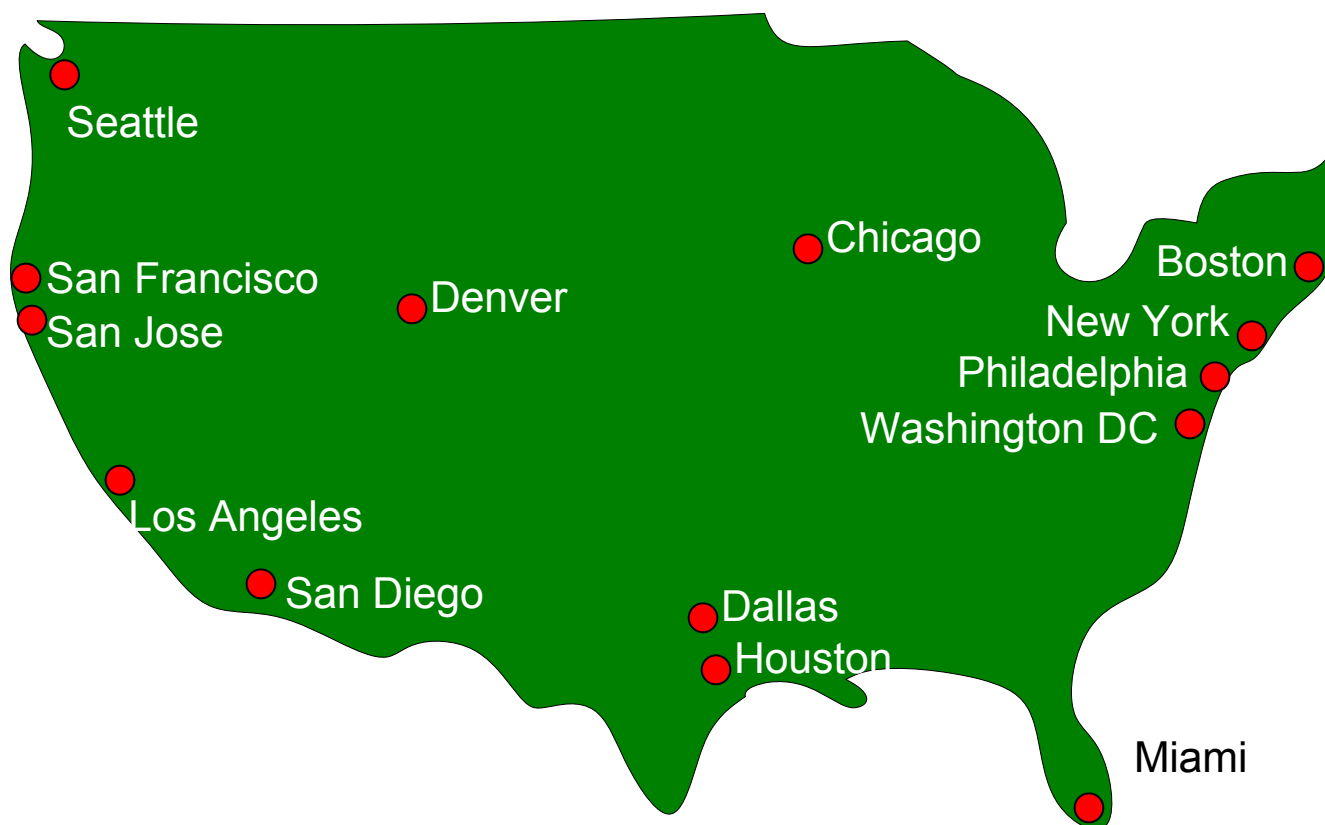 Seattle
Chicago
Boston
San Francisco
Denver
New York
San Jose
Philadelphia
Washington DC
Los Angeles
San Diego
Dallas
Houston
Miami